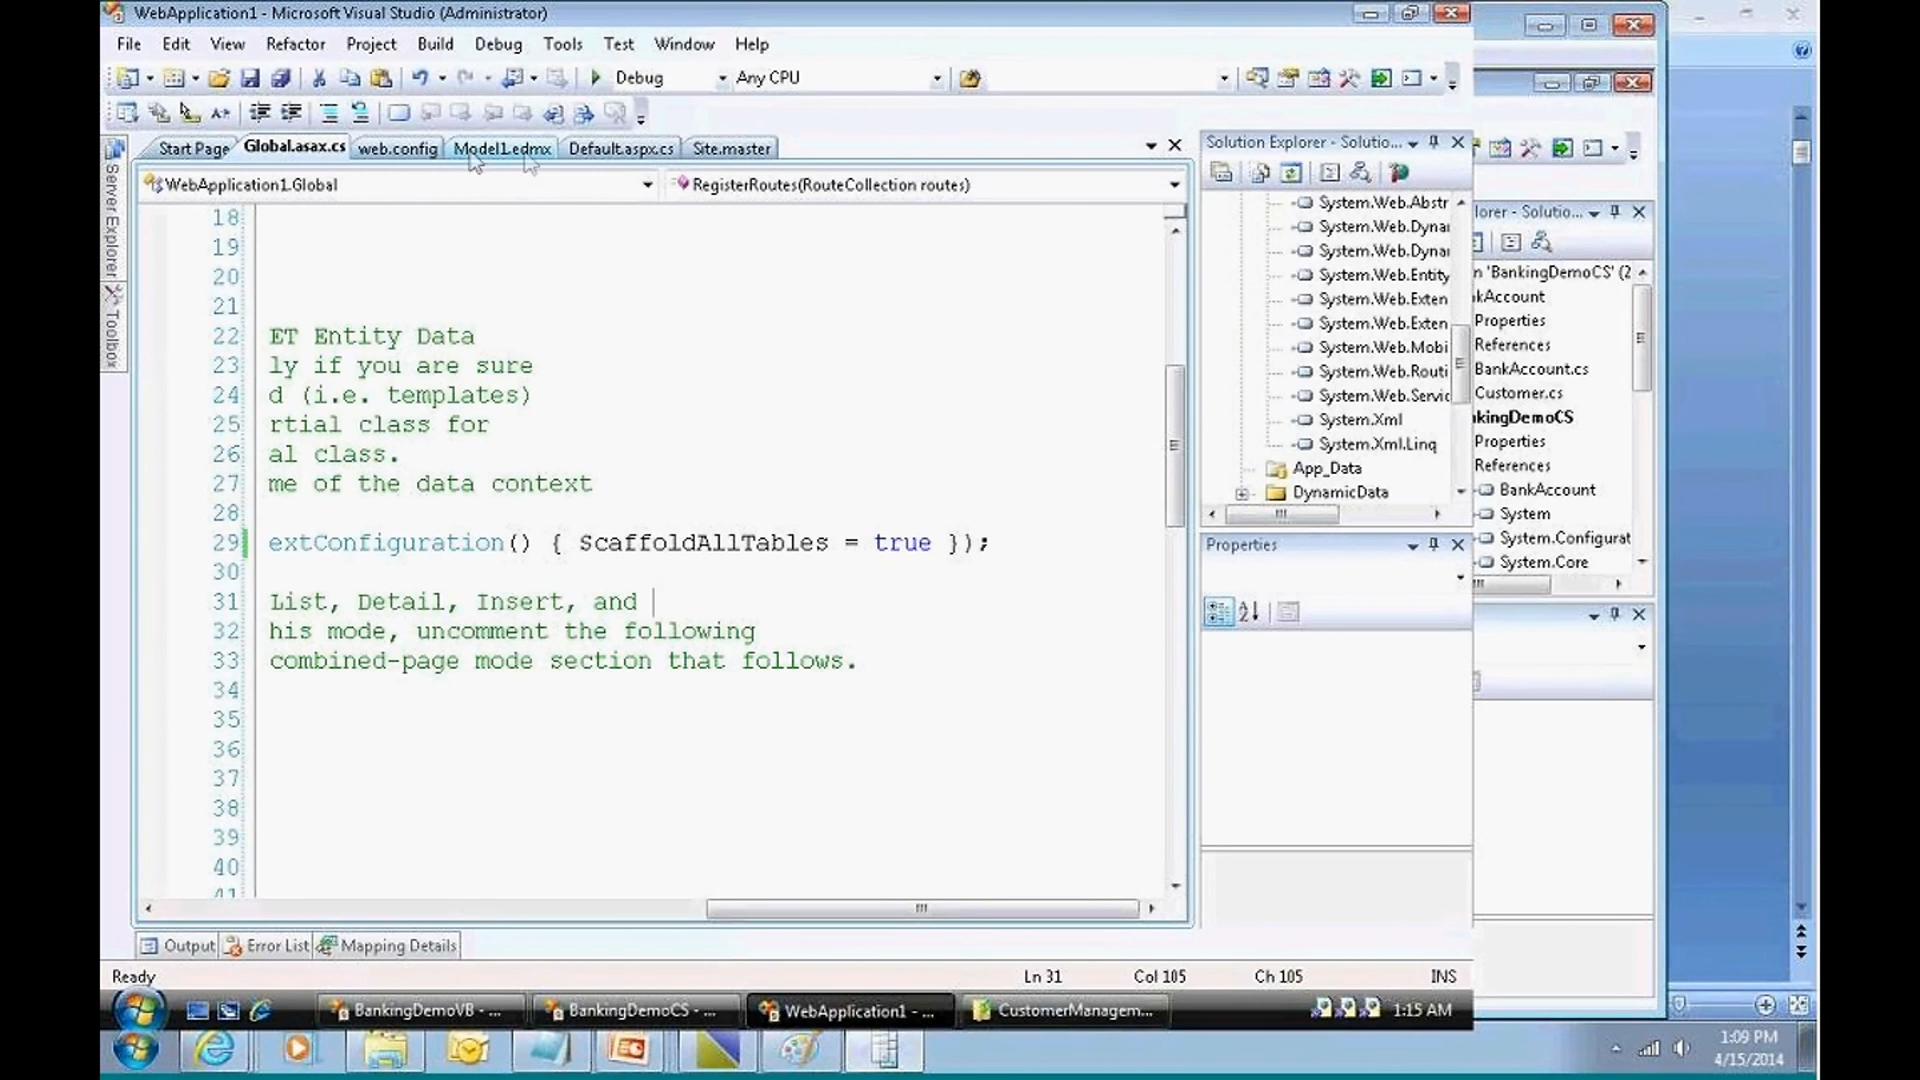 WebApplication1 - Microsoft Visual Studio (Administrator)
File Edit View Refactor Project Build Debug Tools Test Window Help
Debug Any CPU
Start Page Global.asax.cs web.config Model1.edmx Default.aspx.cs Site.master
WebApplication1.Global RegisterRoutes(RouteCollection routes)
Server Explorer
Toolbox
18
19
20
21
22 ET Entity Data
23 ly if you are sure
24 d (i.e. templates)
25 rtial class for
26 al class.
27 me of the data context
28
29 extConfiguration() { ScaffoldAllTables = true });
30
31 List, Detail, Insert, and
32 his mode, uncomment the following
33 combined-page mode section that follows.
34
35
36
37
38
39
40
41
Solution Explorer - Solutio...
System.Web.Abstr
System.Web.Dyna
System.Web.Dyna
System.Web.Entity
System.Web.Exten
System.Web.Exten
System.Web.Mobi
System.Web.Routi
System.Web.Servic
System.Xml
System.Xml.Linq
App_Data
DynamicData
Properties
lorer - Solutio...
n 'BankingDemoCS' (2
kAccount
Properties
References
BankAccount.cs
Customer.cs
kingDemoCS
Properties
References
BankAccount
System
System.Configurat
System.Core
Output Error List Mapping Details
Ready Ln 31 Col 105 Ch 105 INS
BankingDemoVB - ... BankingDemoCS - ... WebApplication1 - ... CustomerManagem... 1:15 AM
1:09 PM
4/15/2014